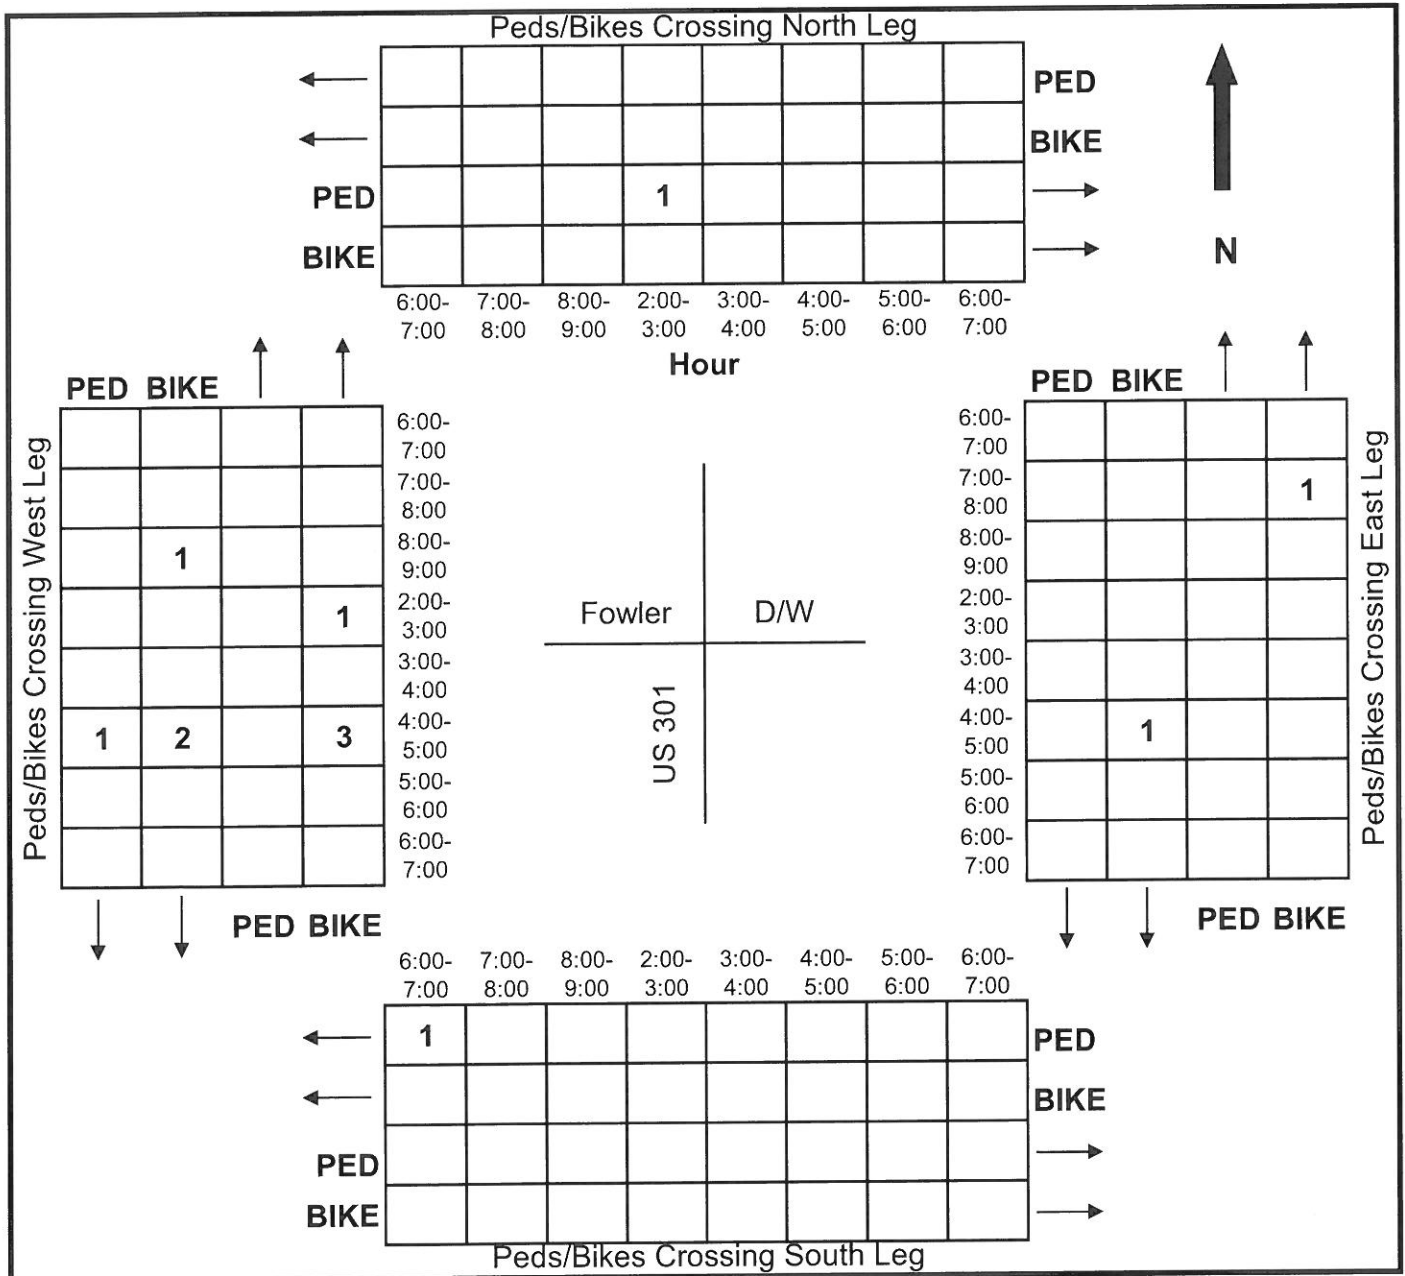 Peds/Bikes Crossing North Leg
PED
BIKE
PED 1
BIKE
N
6:00- 7:00- 8:00- 2:00- 3:00- 4:00- 5:00- 6:00-
7:00 8:00 9:00 3:00 4:00 5:00 6:00 7:00
Hour
Peds/Bikes Crossing West Leg
PED BIKE
6:00-
7:00
7:00-
8:00
1 8:00-
9:00
1 2:00-
3:00
3:00-
4:00
1 2 3 4:00-
5:00
5:00-
6:00
6:00-
7:00
PED BIKE
Fowler D/W
US 301
PED BIKE
6:00-
7:00
7:00- 1
8:00
8:00-
9:00
2:00-
3:00
3:00-
4:00
4:00- 1
5:00
5:00-
6:00
6:00-
7:00
PED BIKE
Peds/Bikes Crossing East Leg
6:00- 7:00- 8:00- 2:00- 3:00- 4:00- 5:00- 6:00-
7:00 8:00 9:00 3:00 4:00 5:00 6:00 7:00
1 PED
BIKE
PED
BIKE
Peds/Bikes Crossing South Leg